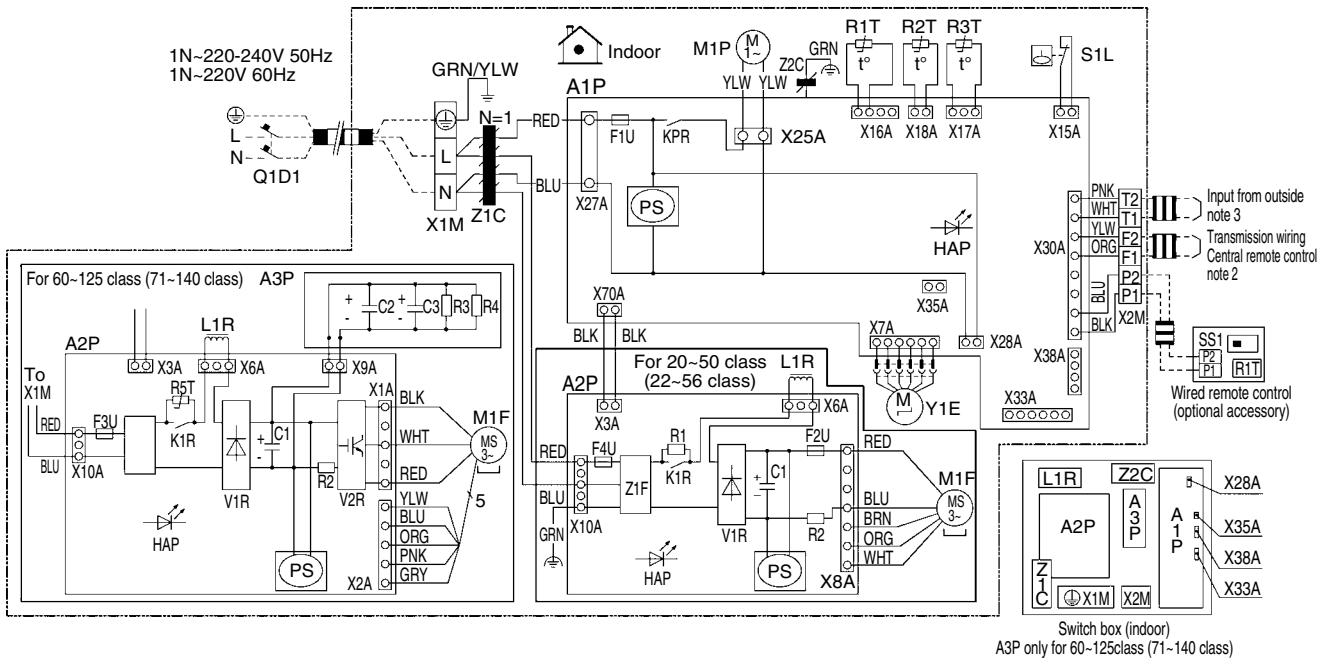 1N~220-240V 50Hz
1N~220V 60Hz
L
N
Q1D1
GRN/YLW
L
N
X1M
N=1
Z1C
RED
BLU
Indoor
A1P
X27A
F1U
KPR
PS
M1P
M
1~
YLW
YLW
X25A
Z2C
GRN
R1T
t°
X16A
R2T
t°
X18A
R3T
t°
X17A
S1L
X15A
HAP
X35A
X28A
X30A
PNK
WHT
YLW
ORG
BLU
BLK
T2
T1
F2
F1
P2
P1
X2M
Input from outside
note 3
Transmission wiring
Central remote control
note 2
SS1
P2
P1
R1T
Wired remote control
(optional accessory)
X38A
X33A
X70A
BLK
BLK
X7A
M
Y1E
For 60~125 class (71~140 class)
A3P
+
-
C2
+
-
C3
R3
R4
A2P
X3A
L1R
X6A
X9A
To
X1M
RED
BLU
F3U
X10A
R5T
K1R
V1R
+
-
C1
R2
V2R
X1A
BLK
WHT
RED
M1F
MS
3~
5
HAP
PS
X2A
YLW
BLU
ORG
PNK
GRY
For 20~50 class
(22~56 class)
A2P
X3A
L1R
X6A
RED
BLU
GRN
F4U
X10A
Z1F
R1
K1R
V1R
+
-
C1
F2U
R2
HAP
PS
X8A
RED
BLU
BRN
ORG
WHT
M1F
MS
3~
L1R
Z2C
A2P
A3P
A1P
Z1C
X1M
X2M
X28A
X35A
X38A
X33A
Switch box (indoor)
A3P only for 60~125class (71~140 class)